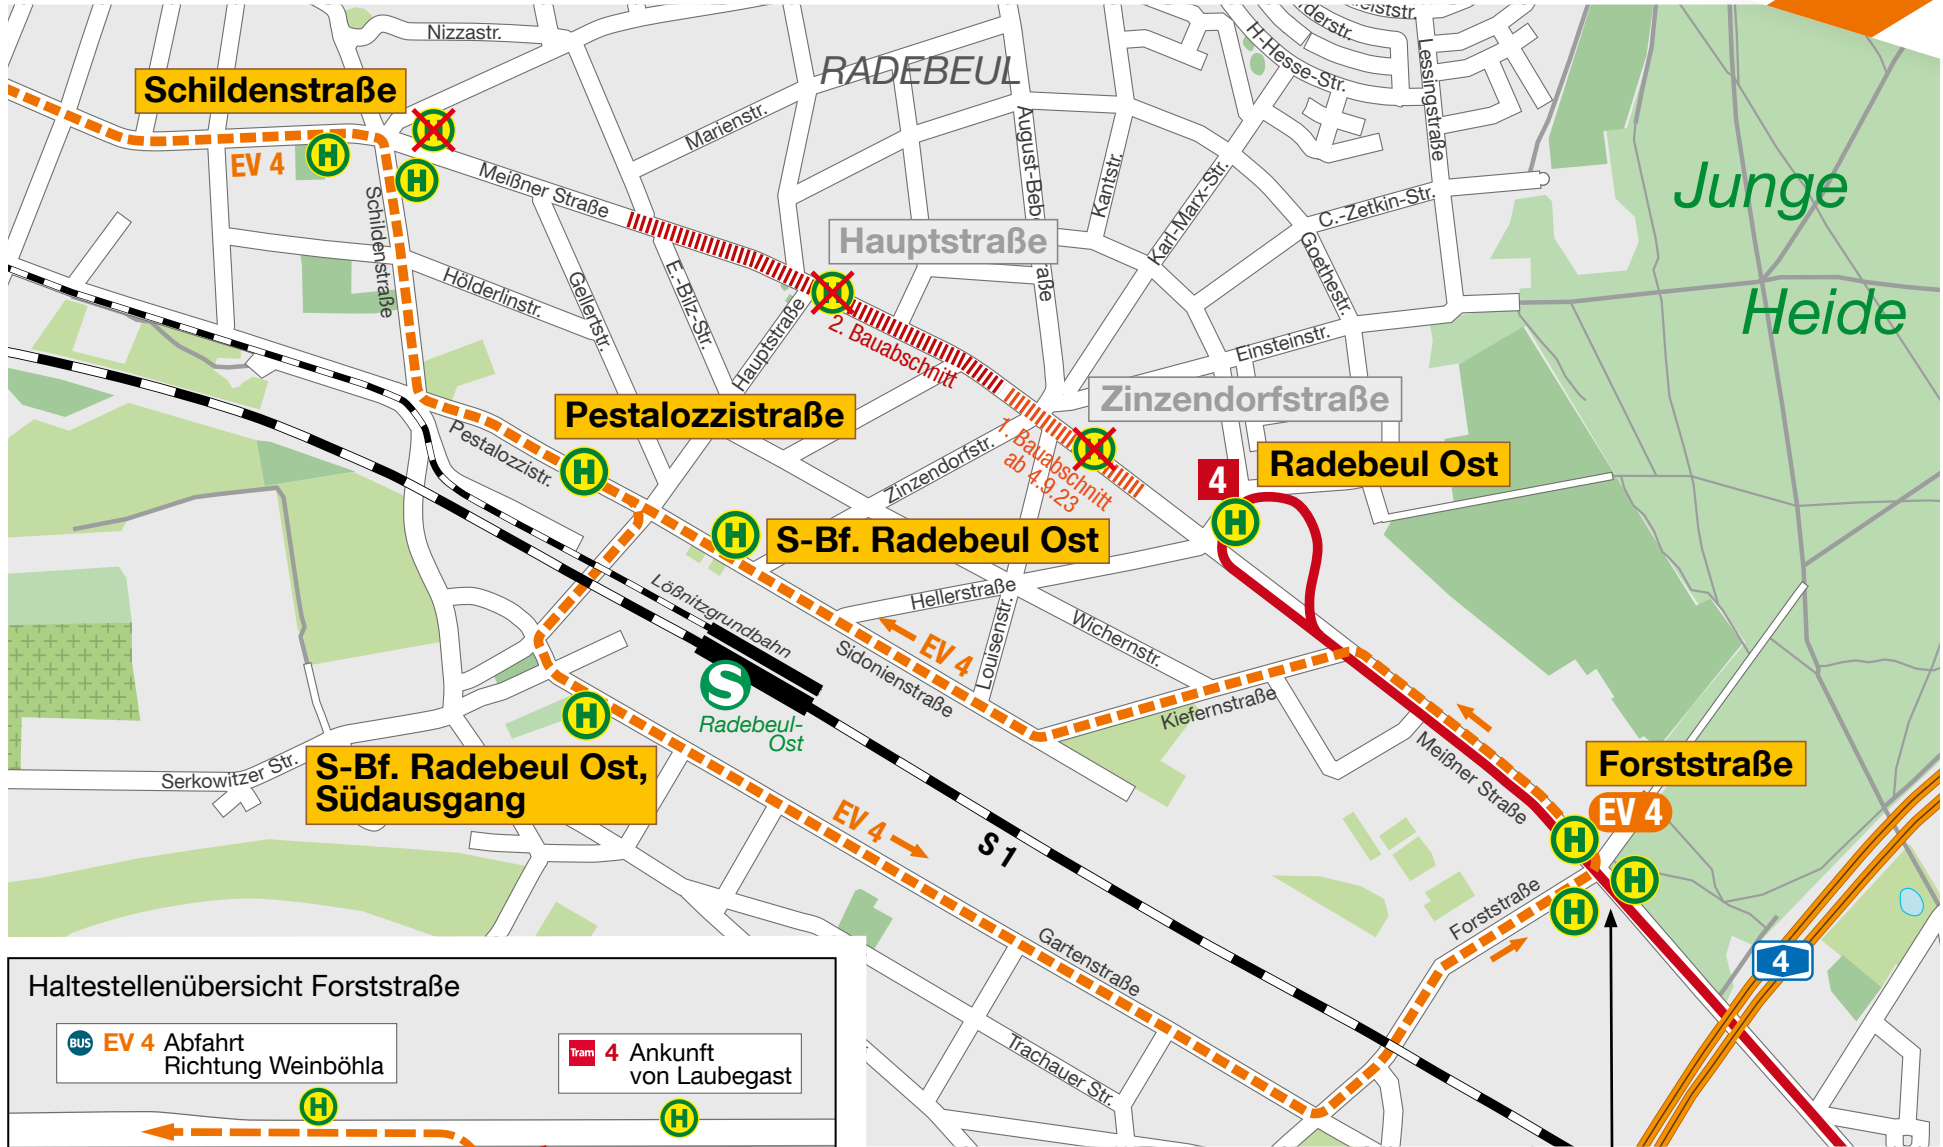 Nizzastr.
RADEBEUL
derstr.
H-Hesse-Str.
Lessingstraße
Schildenstraße
H
H
H
EV 4
Marienstr.
Meißner Straße
August-Beb
raße
Kantstr.
Karl-Marx-Str.
C.-Zetkin-Str.
Goethestr.
Junge
Heide
Schildenstraße
Hölderlinstr.
Gellertstr.
E.-Bilz-Str.
Hauptstraße
Hauptstraße
H
2. Bauabschnitt
Einsteinstr.
Zinzendorfstraße
H
1. Bauabschnitt
ab 4.9.23
Pestalozzistraße
H
Pestalozzistr.
Zinzendorfstr.
4
Radebeul Ost
H
H
S-Bf. Radebeul Ost
Lößnitzgrundbahn
Hellerstraße
Louisenstr.
Wichernstr.
EV 4
Sidonienstraße
Kiefernstraße
S
Radebeul-
Ost
H
S-Bf. Radebeul Ost,
Südausgang
Serkowitzer Str.
Meißner Straße
Forststraße
EV 4
H
H
H
EV 4
S 1
Forststraße
Gartenstraße
Trachauer Str.
4
Haltestellenübersicht Forststraße
BUS EV 4 Abfahrt
Richtung Weinböhla
H
Tram 4 Ankunft
von Laubegast
H